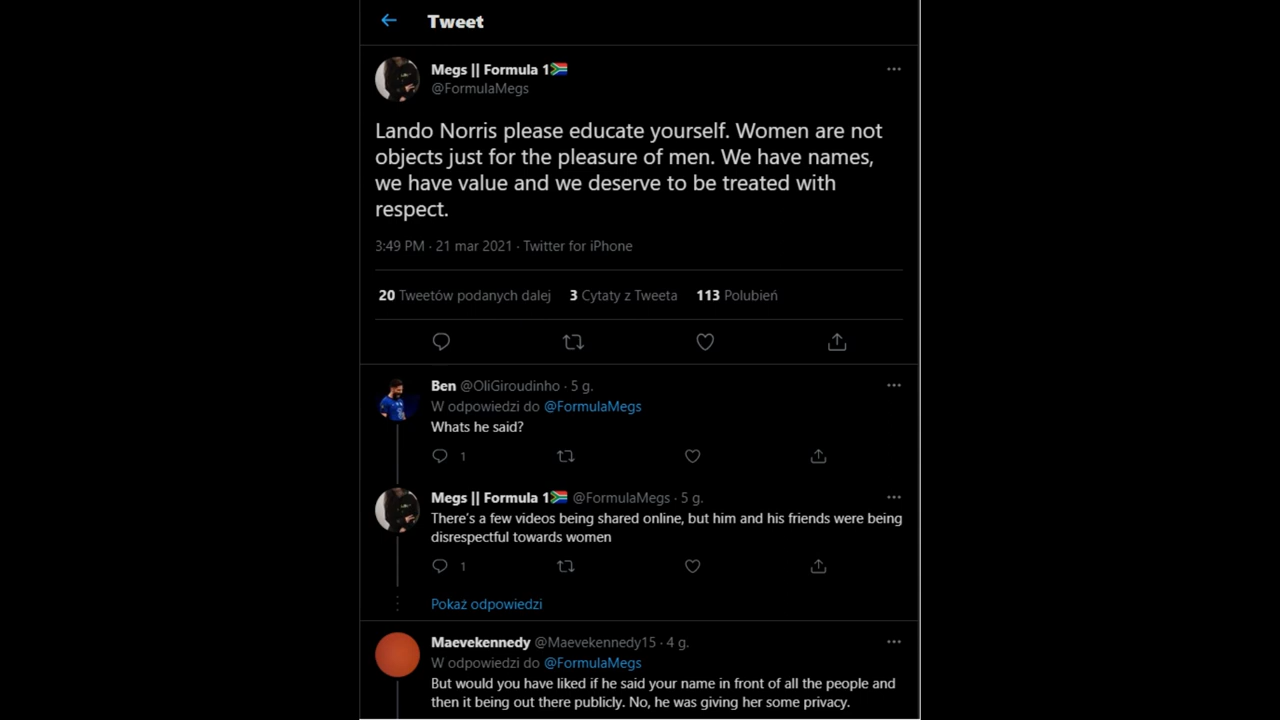 Tweet
Megs || Formula 1🇿🇦
@FormulaMegs
Lando Norris please educate yourself. Women are not
objects just for the pleasure of men. We have names,
we have value and we deserve to be treated with
respect.
3:49 PM · 21 mar 2021 · Twitter for iPhone
20 Tweetów podanych dalej 3 Cytaty z Tweeta 113 Polubień
Ben @OliGiroudinho · 5 g.
W odpowiedzi do @FormulaMegs
Whats he said?
1
Megs || Formula 1🇿🇦 @FormulaMegs · 5 g.
There's a few videos being shared online, but him and his friends were being
disrespectful towards women
1
Pokaż odpowiedzi
Maevekennedy @Maevekennedy15 · 4 g.
W odpowiedzi do @FormulaMegs
But would you have liked if he said your name in front of all the people and
then it being out there publicly. No, he was giving her some privacy.